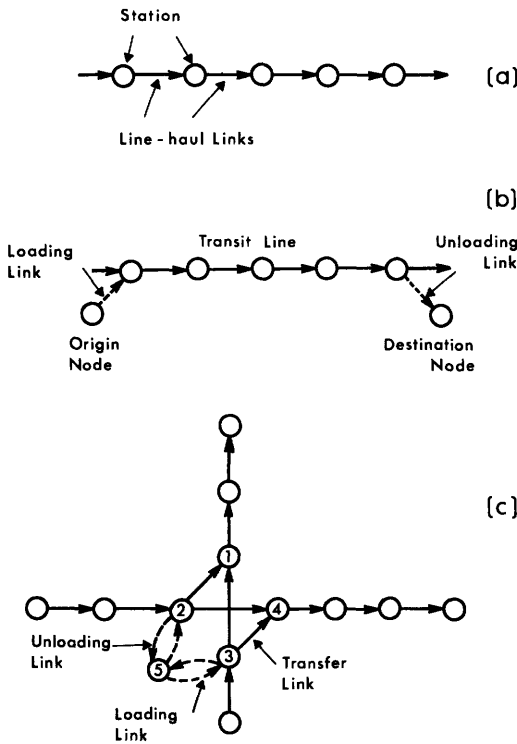 Station
(a)
Line-haul Links
(b)
Loading
Link
Transit Line
Unloading
Link
Origin
Node
Destination
Node
(c)
1
2
4
Unloading
Link
5
3
Transfer
Link
Loading
Link